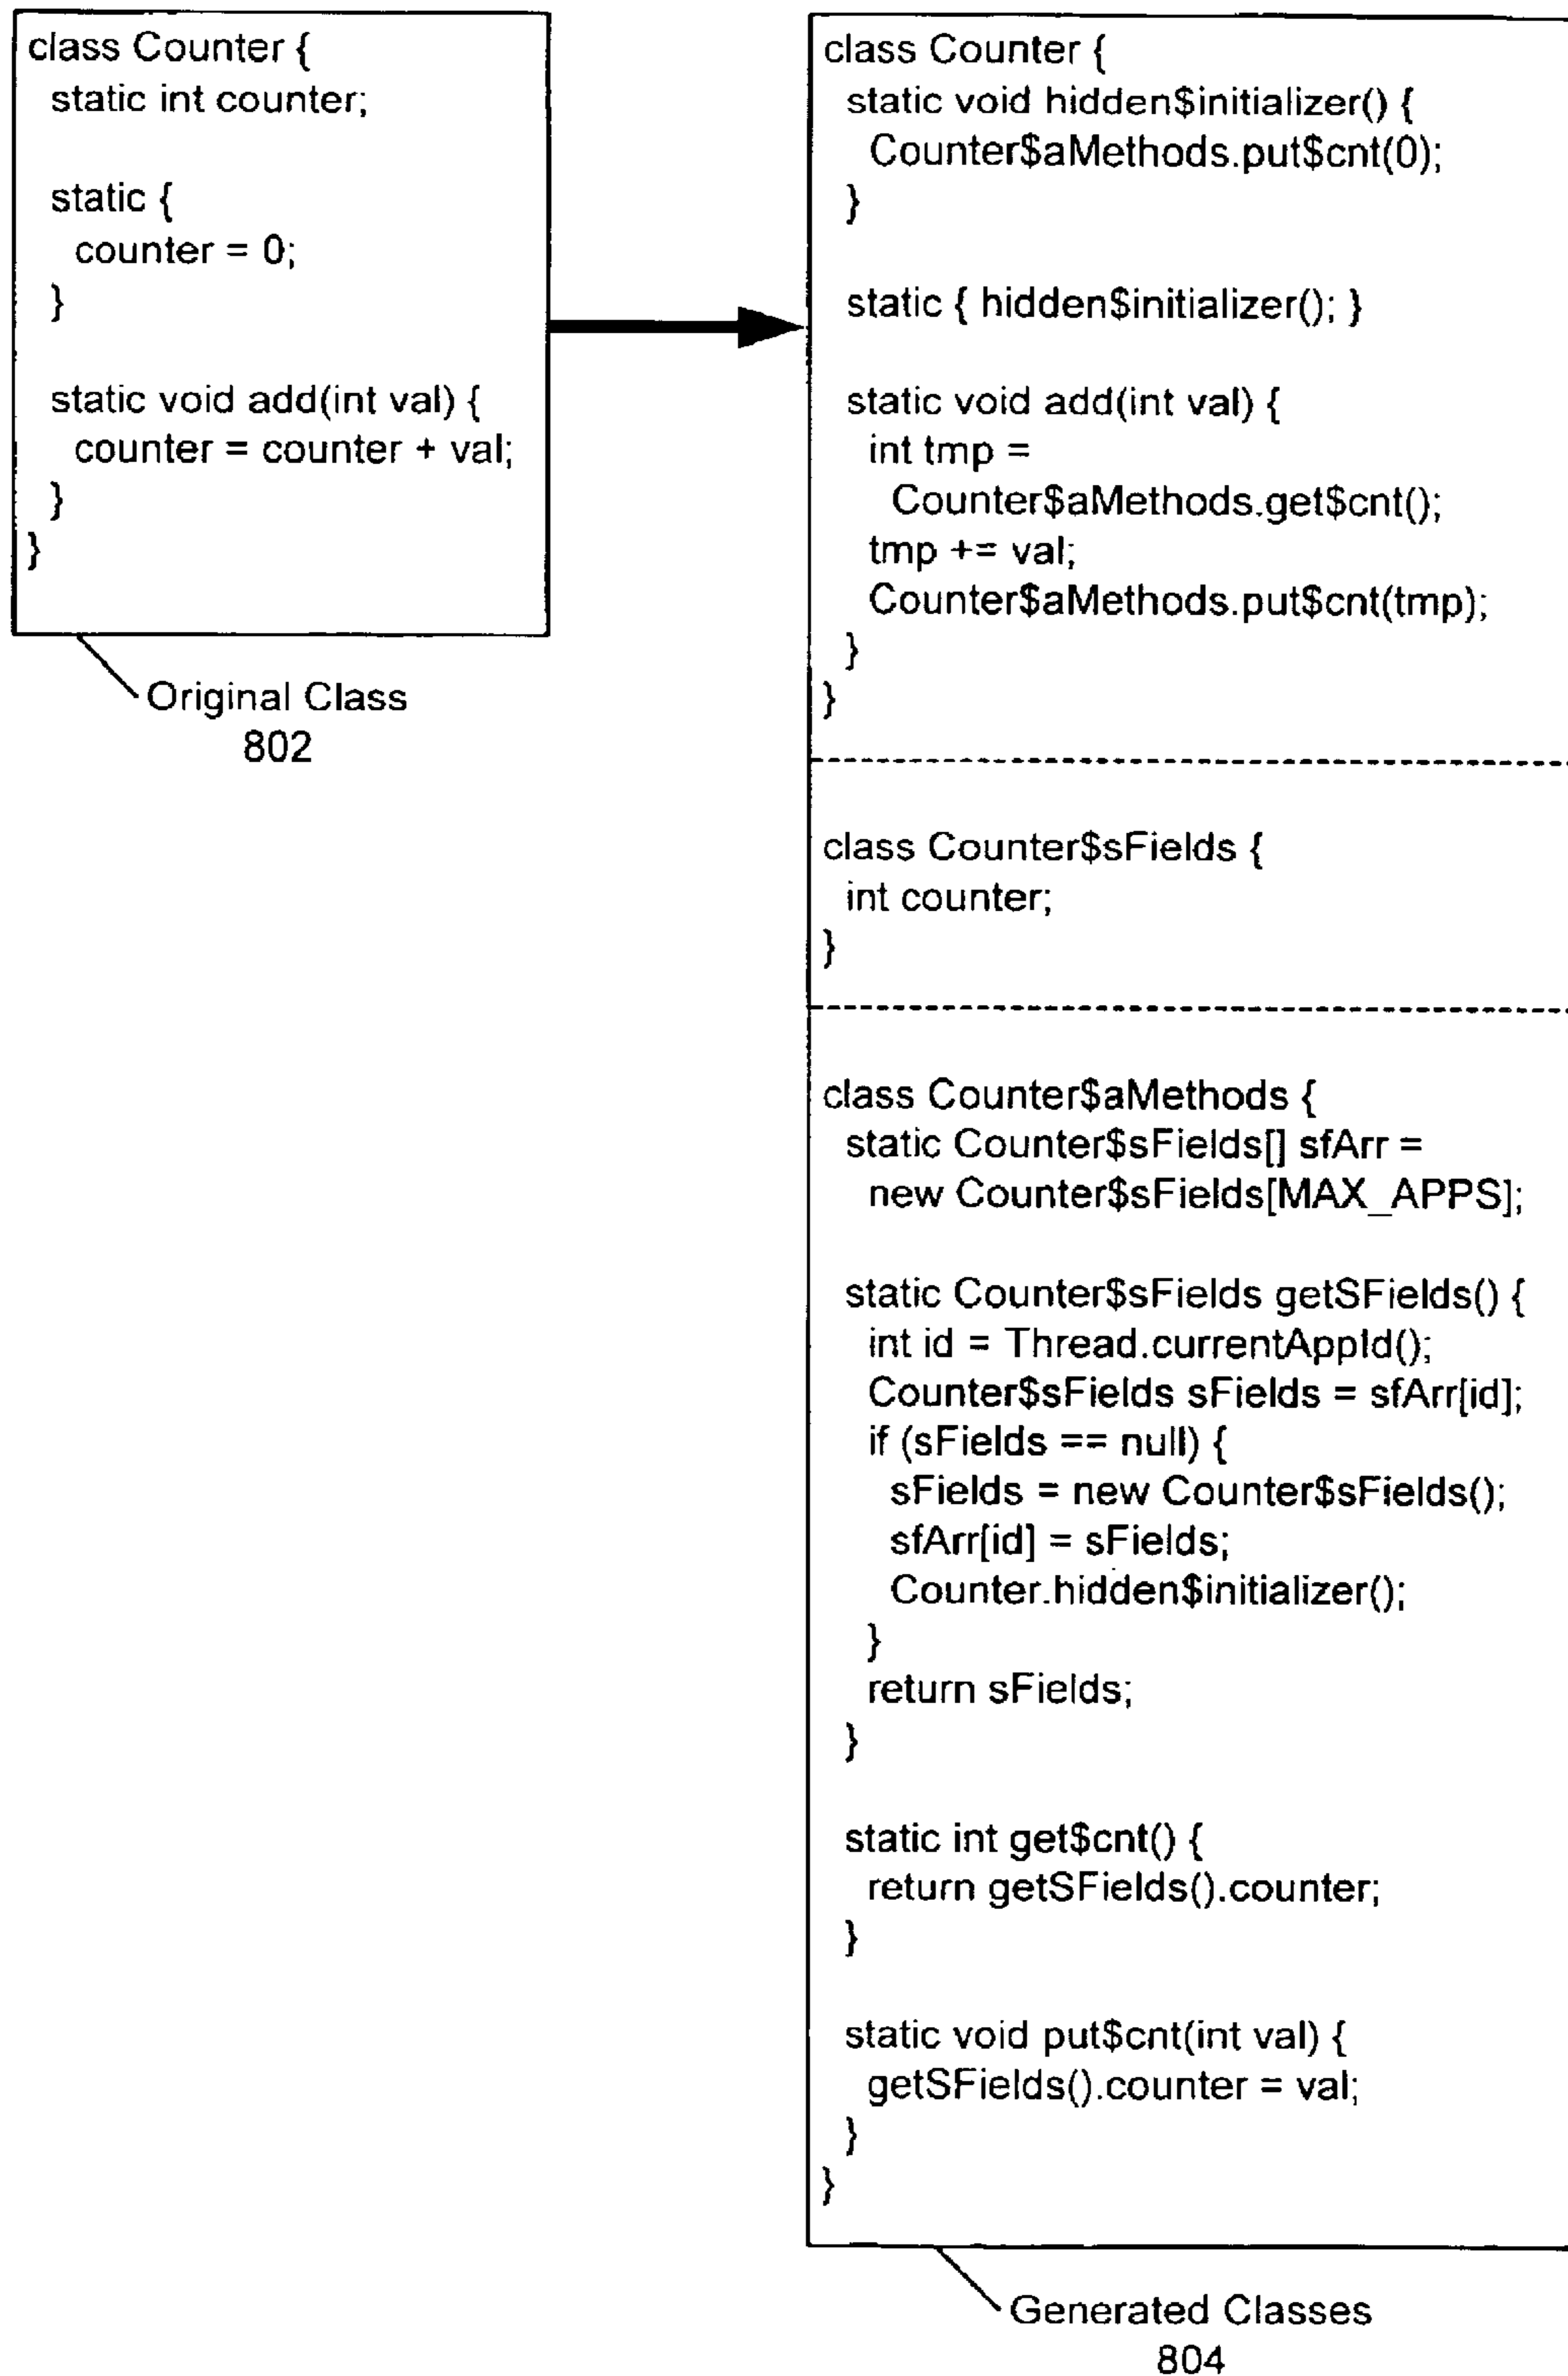 class Counter {
static int counter;
static {
counter = 0;
}
static void add(int val) {
counter = counter + val;
}
}
Original Class
802
class Counter {
static void hidden$initializer() {
Counter$aMethods.put$cnt(0);
}
static { hidden$initializer(); }
static void add(int val) {
int tmp =
Counter$aMethods.get$cnt();
tmp += val;
Counter$aMethods.put$cnt(tmp);
}
}
class Counter$sFields {
int counter;
}
class Counter$aMethods {
static Counter$sFields[] sfArr =
new Counter$sFields[MAX_APPS];
static Counter$sFields getSFields() {
int id = Thread.currentAppId();
Counter$sFields sFields = sfArr[id];
if (sFields == null) {
sFields = new Counter$sFields();
sfArr[id] = sFields;
Counter.hidden$initializer();
}
return sFields;
}
static int get$cnt() {
return getSFields().counter;
}
static void put$cnt(int val) {
getSFields().counter = val;
}
}
Generated Classes
804